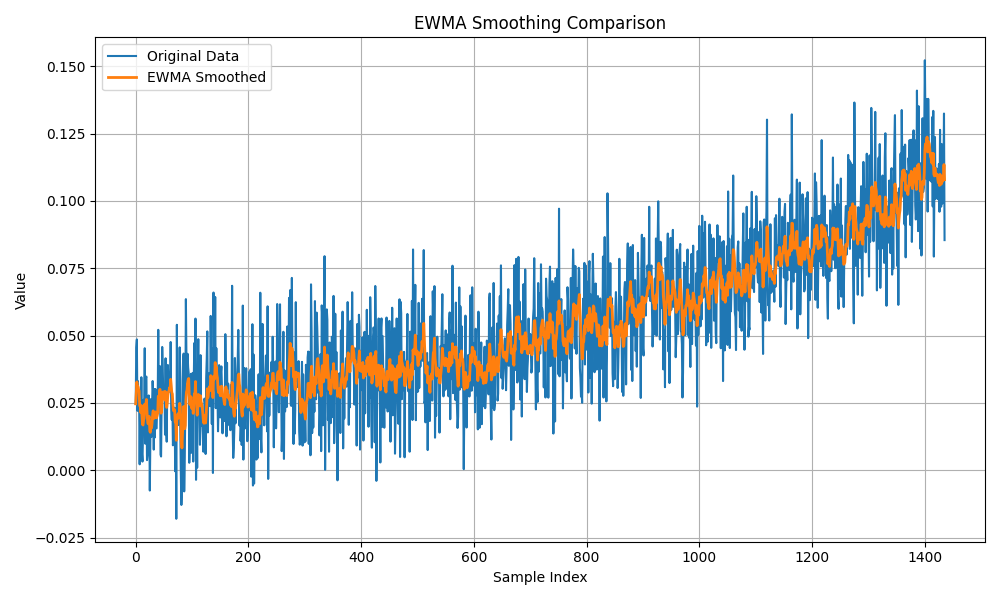 EWMA Smoothing Comparison
Original Data
EWMA Smoothed
0.150
0.125
0.100
0.075
0.050
0.025
0.000
−0.025
Value
0 200 400 600 800 1000 1200 1400
Sample Index